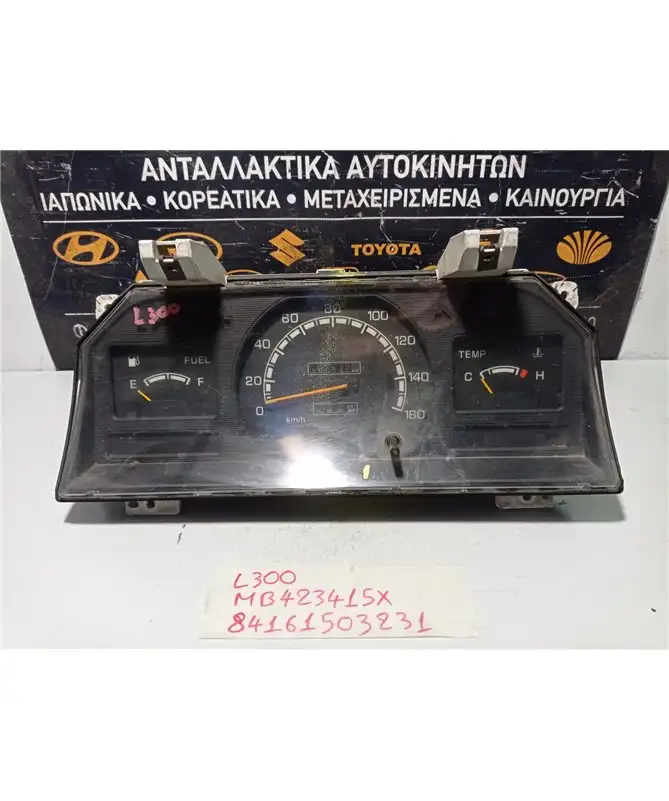 ΑΝΤΑΛΛΑΚΤΙΚΑ ΑΥΤΟΚΙΝΗΤΩΝ
ΙΑΠΩΝΙΚΑ • ΚΟΡΕΑΤΙΚΑ • ΜΕΤΑΧΕΙΡΙΣΜΕΝΑ • ΚΑΙΝΟΥΡΓΙΑ
TOYOTA
L300
FUEL
E F
0 20 40 60 80 100 120 140 160
km/h
TEMP
C H
L300
MB423415X
84161503231